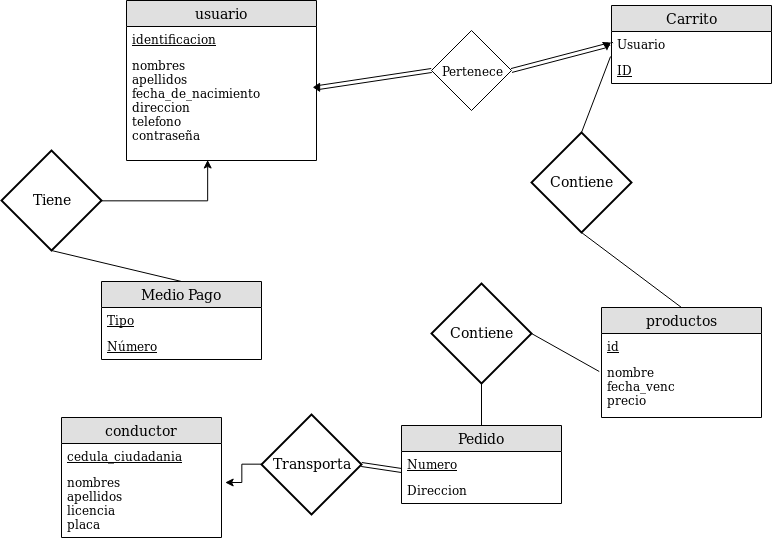 usuario
identificacion
nombres
apellidos
fecha_de_nacimiento
direccion
telefono
contraseña
Pertenece
Carrito
Usuario
ID
Tiene
Contiene
Medio Pago
Tipo
Número
Contiene
productos
id
nombre
fecha_venc
precio
conductor
cedula_ciudadania
nombres
apellidos
licencia
placa
Transporta
Pedido
Numero
Direccion